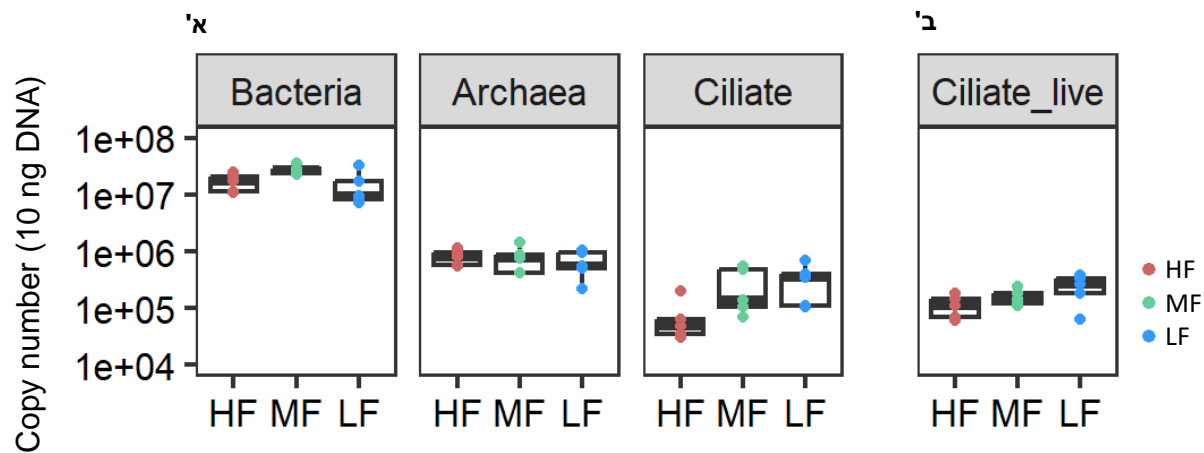 א'
ב'
Bacteria Archaea Ciliate Ciliate_live
Copy number (10 ng DNA)
1e+08
1e+07
1e+06
1e+05
1e+04
HF MF LF HF MF LF HF MF LF HF MF LF
HF
MF
LF